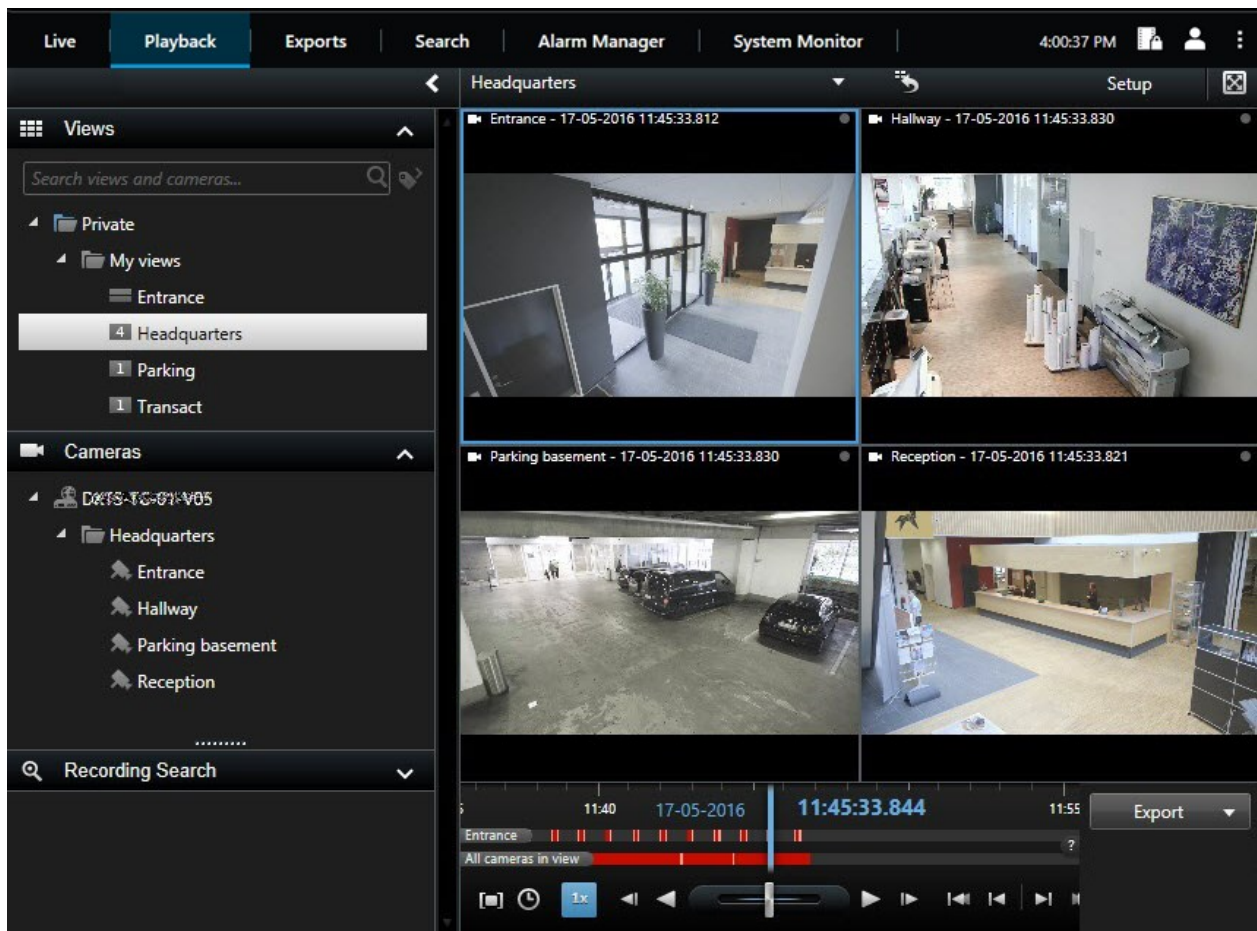 Live Playback Exports Search Alarm Manager System Monitor 4:00:37 PM
Headquarters Setup
Views
Search views and cameras...
Private
My views
Entrance
4 Headquarters
1 Parking
1 Transact
Cameras
Headquarters
Entrance
Hallway
Parking basement
Reception
Recording Search
Entrance - 17-05-2016 11:45:33.812
Hallway - 17-05-2016 11:45:33.830
Parking basement - 17-05-2016 11:45:33.830
Reception - 17-05-2016 11:45:33.821
11:40 17-05-2016 11:45:33.844 11:55
Export
Entrance
?
All cameras in view
1x